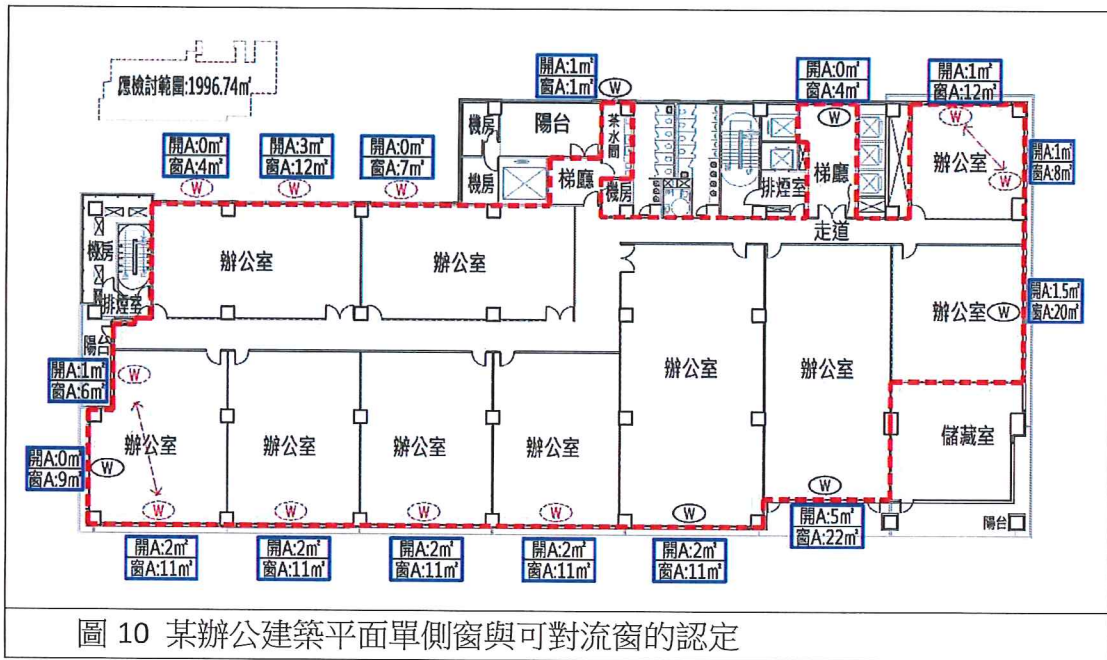 應檢討範圍:1996.74㎡
開A:1㎡
窗A:1㎡
W
開A:0㎡
窗A:4㎡
W
開A:1㎡
窗A:12㎡
W
開A:0㎡
窗A:4㎡
W
開A:3㎡
窗A:12㎡
W
開A:0㎡
窗A:7㎡
W
機房
陽台
茶水間
機房
梯廳
機房
排煙室
梯廳
辦公室
W
開A:1㎡
窗A:8㎡
走道
機房
排煙室
辦公室
辦公室
陽台
開A:1㎡
窗A:6㎡
W
辦公室
W
開A:1.5㎡
窗A:20㎡
辦公室
辦公室
開A:0㎡
窗A:9㎡
W
辦公室
辦公室
辦公室
辦公室
儲藏室
W
W
W
W
W
W
陽台
開A:2㎡
窗A:11㎡
開A:2㎡
窗A:11㎡
開A:2㎡
窗A:11㎡
開A:2㎡
窗A:11㎡
開A:2㎡
窗A:11㎡
開A:5㎡
窗A:22㎡
圖 10 某辦公建築平面單側窗與可對流窗的認定